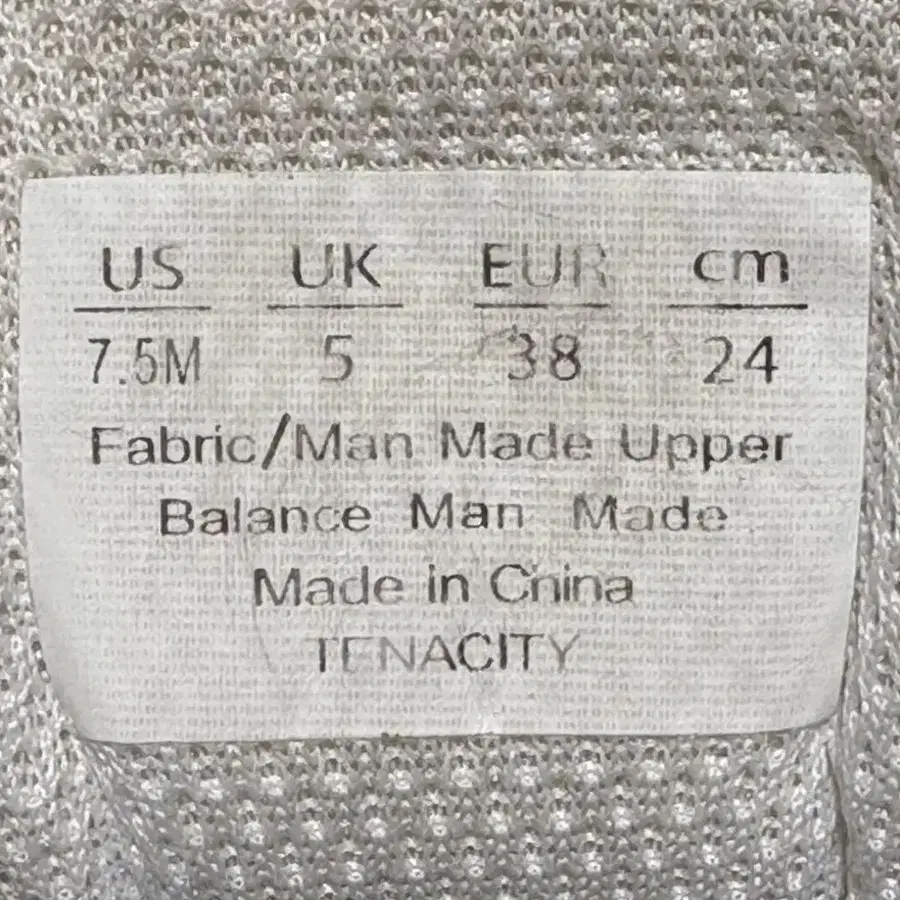 US UK EUR cm
7.5M 5 38 24
Fabric/Man Made Upper
Balance Man Made
Made in China
TENACITY